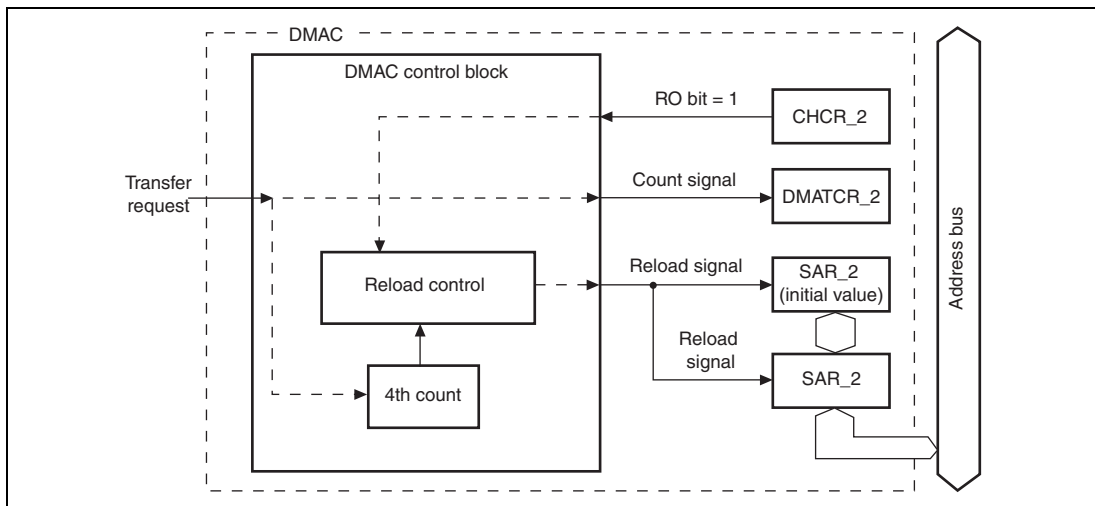 DMAC
DMAC control block
RO bit = 1
CHCR_2
Transfer
request
Count signal
DMATCR_2
Reload control
Reload signal
SAR_2
(initial value)
Reload
signal
4th count
SAR_2
Address bus